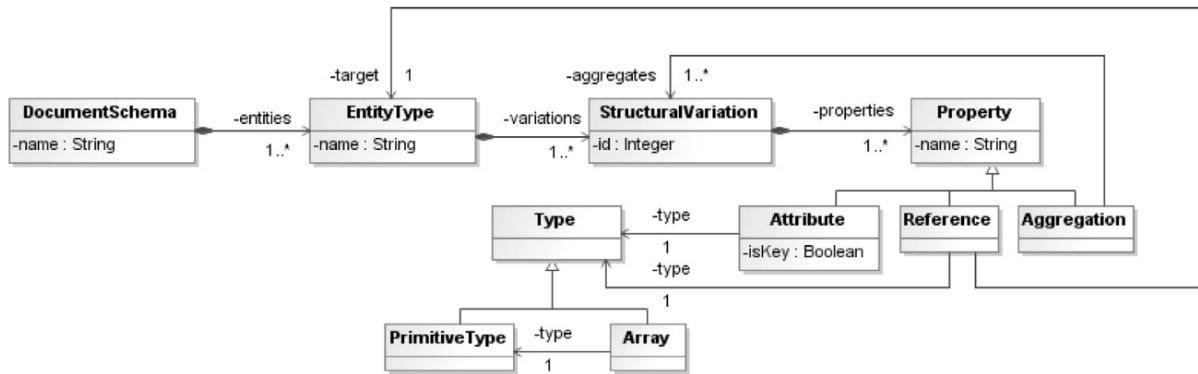 -target 1
-aggregates 1..*
DocumentSchema
-name : String
-entities
1..*
EntityType
-name : String
-variations
1..*
StructuralVariation
-id : Integer
-properties
1..*
Property
-name : String
Type
-type
1
Attribute
-isKey : Boolean
Reference
Aggregation
-type
1
PrimitiveType
-type
1
Array